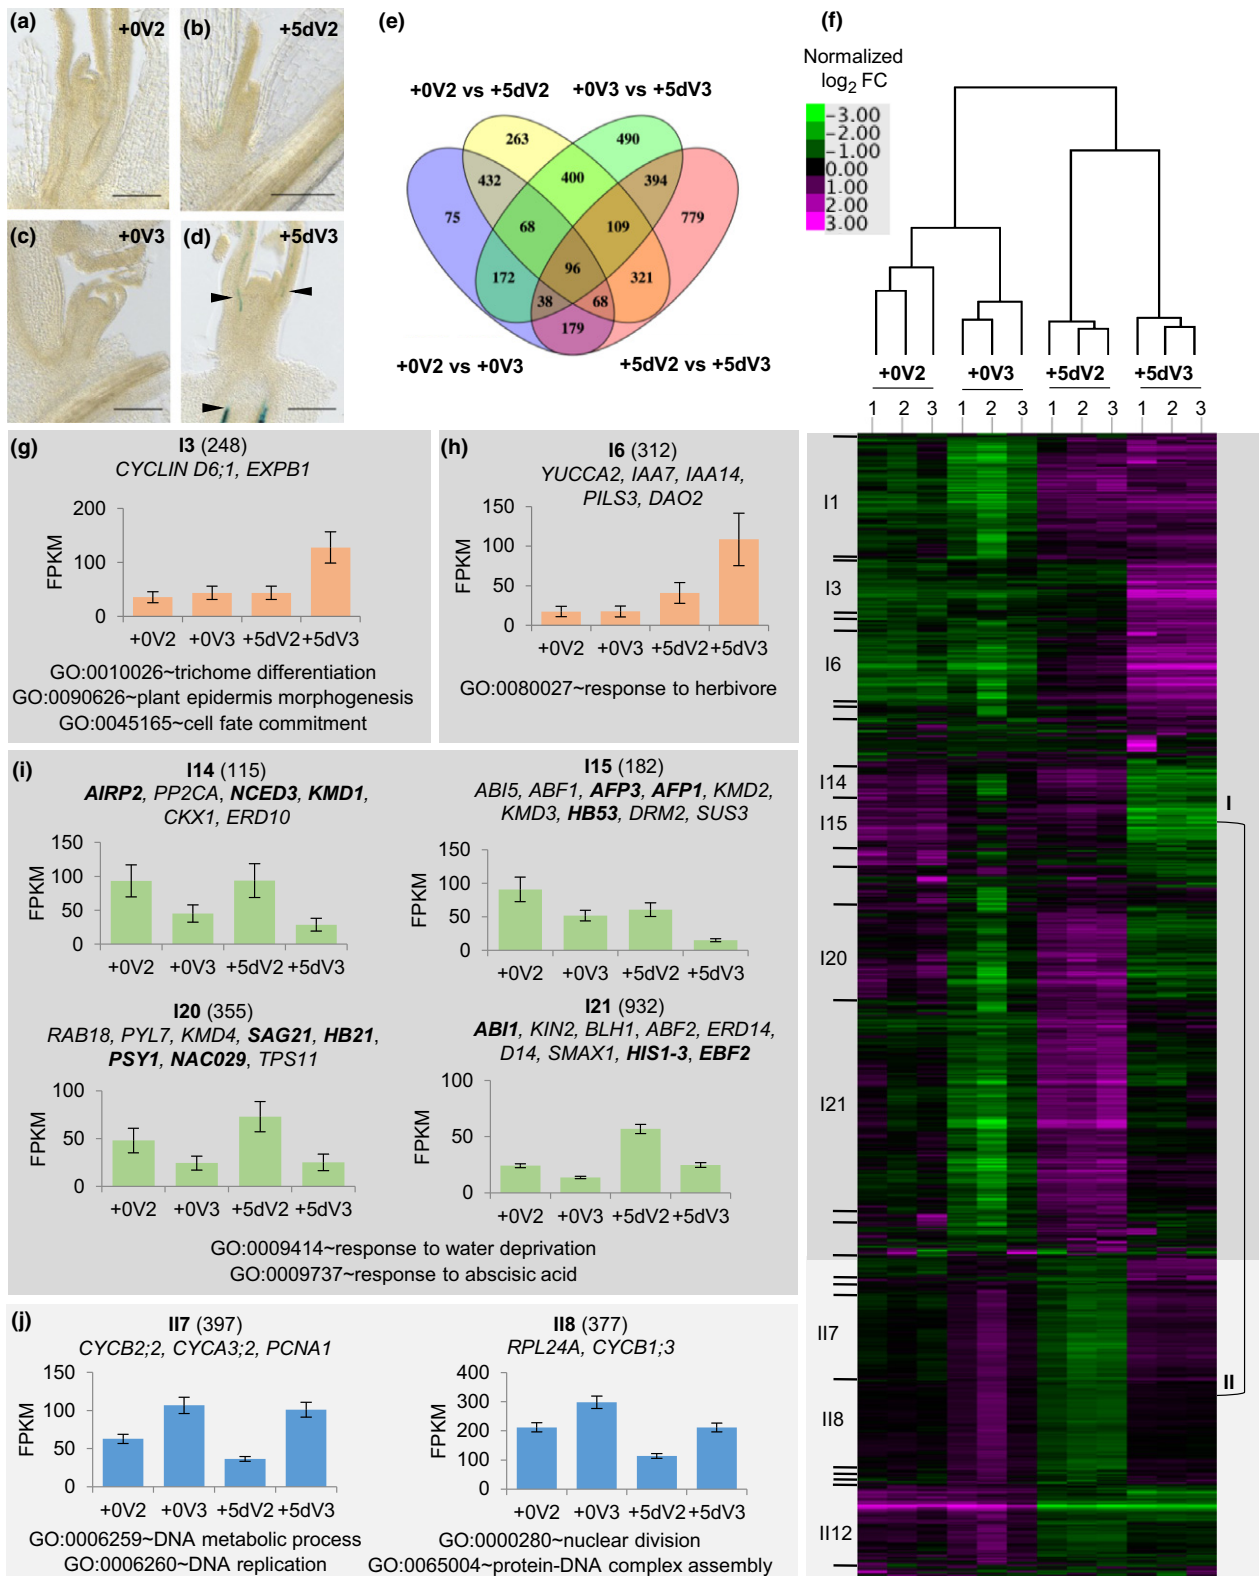 (a)
+0V2
(b)
+5dV2
(c)
+0V3
(d)
+5dV3
(e)
+0V2 vs +5dV2
+0V3 vs +5dV3
263
490
432
400
394
75
68
109
779
172
96
321
38
68
179
+0V2 vs +0V3
+5dV2 vs +5dV3
(f)
Normalized
log2 FC
-3.00
-2.00
-1.00
0.00
1.00
2.00
3.00
+0V2
+0V3
+5dV2
+5dV3
1 2 3 1 2 3 1 2 3 1 2 3
I1
I3
I6
I14
I15
I20
I21
II7
II8
II12
I
II
(g)
I3 (248)
CYCLIN D6;1, EXPB1
FPKM
200
100
0
+0V2 +0V3 +5dV2 +5dV3
GO:0010026~trichome differentiation
GO:0090626~plant epidermis morphogenesis
GO:0045165~cell fate commitment
(h)
I6 (312)
YUCCA2, IAA7, IAA14,
PILS3, DAO2
FPKM
150
100
50
0
+0V2 +0V3 +5dV2 +5dV3
GO:0080027~response to herbivore
(i)
I14 (115)
AIRP2, PP2CA, NCED3, KMD1,
CKX1, ERD10
FPKM
150
100
50
0
+0V2 +0V3 +5dV2 +5dV3
I15 (182)
ABI5, ABF1, AFP3, AFP1, KMD2,
KMD3, HB53, DRM2, SUS3
FPKM
150
100
50
0
+0V2 +0V3 +5dV2 +5dV3
I20 (355)
RAB18, PYL7, KMD4, SAG21, HB21,
PSY1, NAC029, TPS11
FPKM
100
50
0
+0V2 +0V3 +5dV2 +5dV3
I21 (932)
ABI1, KIN2, BLH1, ABF2, ERD14,
D14, SMAX1, HIS1-3, EBF2
FPKM
100
50
0
+0V2 +0V3 +5dV2 +5dV3
GO:0009414~response to water deprivation
GO:0009737~response to abscisic acid
(j)
II7 (397)
CYCB2;2, CYCA3;2, PCNA1
FPKM
150
100
50
0
+0V2 +0V3 +5dV2 +5dV3
GO:0006259~DNA metabolic process
GO:0006260~DNA replication
II8 (377)
RPL24A, CYCB1;3
FPKM
400
300
200
100
0
+0V2 +0V3 +5dV2 +5dV3
GO:0000280~nuclear division
GO:0065004~protein-DNA complex assembly